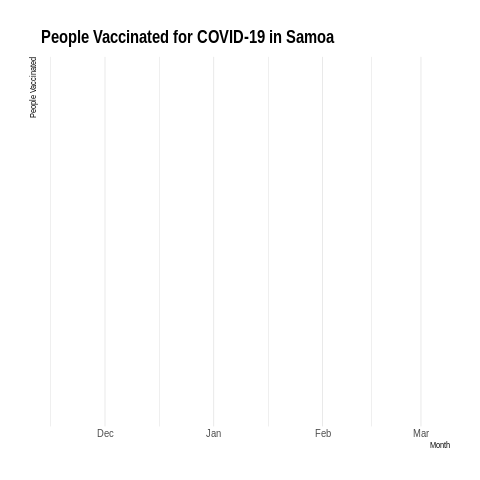 People Vaccinated for COVID-19 in Samoa
People Vaccinated
Dec Jan Feb Mar
Month